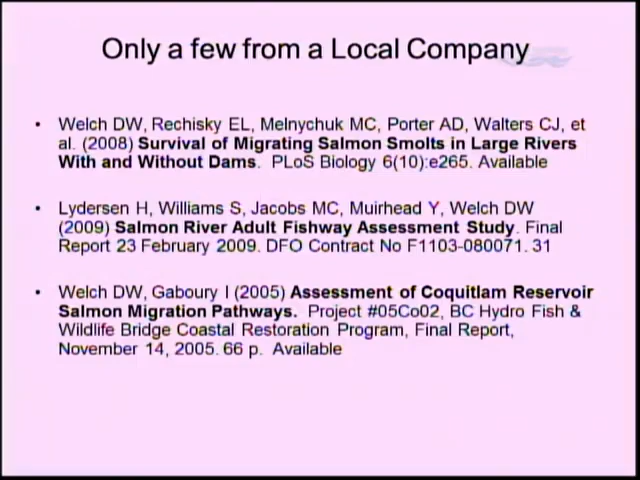 Only a few from a Local Company
• Welch DW, Rechisky EL, Melnychuk MC, Porter AD, Walters CJ, et
al. (2008) Survival of Migrating Salmon Smolts in Large Rivers
With and Without Dams. PLoS Biology 6(10):e265. Available
• Lydersen H, Williams S, Jacobs MC, Muirhead Y, Welch DW
(2009) Salmon River Adult Fishway Assessment Study. Final
Report 23 February 2009. DFO Contract No F1103-080071. 31
• Welch DW, Gaboury I (2005) Assessment of Coquitlam Reservoir
Salmon Migration Pathways. Project #05Co02, BC Hydro Fish &
Wildlife Bridge Coastal Restoration Program, Final Report,
November 14, 2005. 66 p. Available